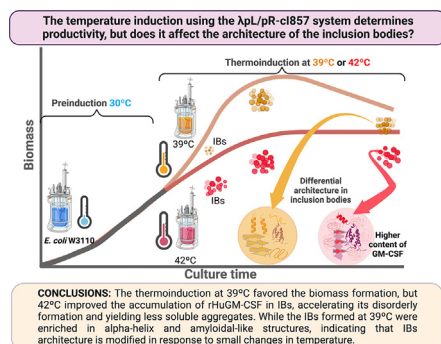 The temperature induction using the λpL/pR-cI857 system determines
productivity, but does it affect the architecture of the inclusion bodies?
Thermoinduction at 39ºC or 42ºC
Preinduction 30ºC
39ºC
IBs
IBs
Biomass
E. coli W3110
42ºC
Differential
architecture in
inclusion bodies
Higher
content of
GM-CSF
Culture time
CONCLUSIONS: The thermoinduction at 39ºC favored the biomass formation, but
42ºC improved the accumulation of rHuGM-CSF in IBs, accelerating its disorderly
formation and yielding less soluble aggregates. While the IBs formed at 39ºC were
enriched in alpha-helix and amyloidal-like structures, indicating that IBs
architecture is modified in response to small changes in temperature.